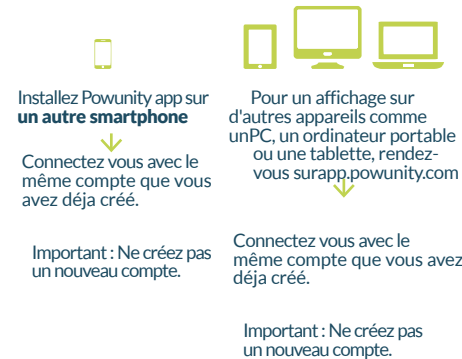 Installez Powunity app sur
un autre smartphone
Connectez vous avec le
même compte que vous
avez déja créé.
Important : Ne créez pas
un nouveau compte.
Pour un affichage sur
d'autres appareils comme
unPC, un ordinateur portable
ou une tablette, rendez-
vous surapp.powunity.com
Connectez vous avec le
même compte que vous avez
déja créé.
Important : Ne créez pas
un nouveau compte.